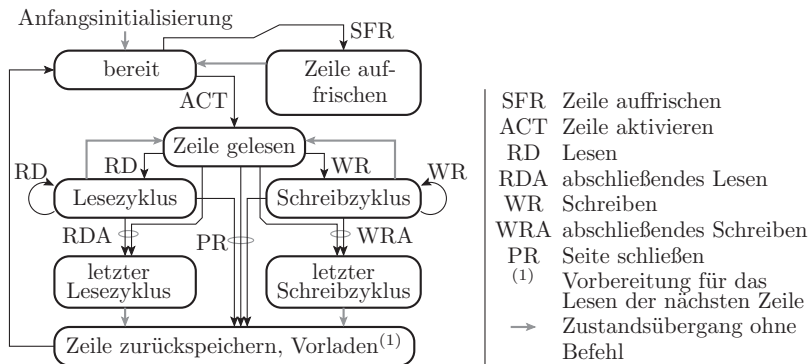 Anfangsinitialisierung
SFR
bereit
Zeile auf-
frischen
ACT
Zeile gelesen
RD
RD
WR
WR
Lesezyklus
Schreibzyklus
RDA
PR
WRA
letzter
Lesezyklus
letzter
Schreibzyklus
Zeile zurückspeichern, Vorladen(1)
SFR Zeile auffrischen
ACT Zeile aktivieren
RD Lesen
RDA abschließendes Lesen
WR Schreiben
WRA abschließendes Schreiben
PR Seite schließen
(1) Vorbereitung für das
Lesen der nächsten Zeile
Zustandsübergang ohne
Befehl